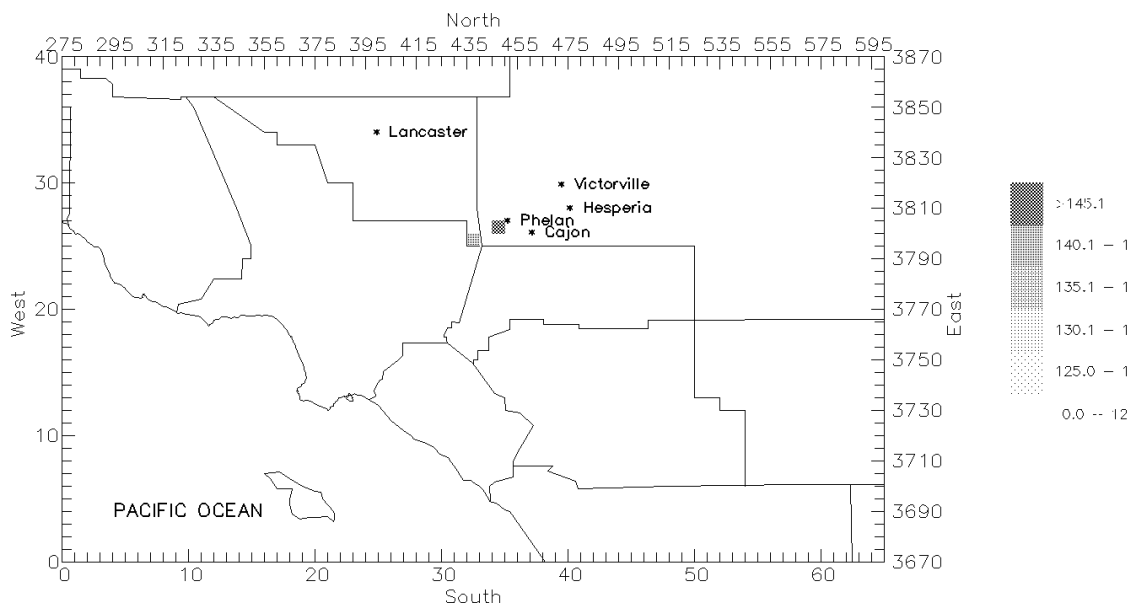 North
275 295 315 335 355 375 395 415 435 455 475 495 515 535 555 575 595
40 3870
3850
Lancaster
3830
30 Victorville
Hesperia 3810
Phelan
Cajon
3790
20 3770
West East
3750
3730
10 3710
PACIFIC OCEAN 3690
0 3670
0 10 20 30 40 50 60
South
>145.1
140.1 – 1
135.1 – 1
130.1 – 1
125.0 – 1
0.0 -- 12